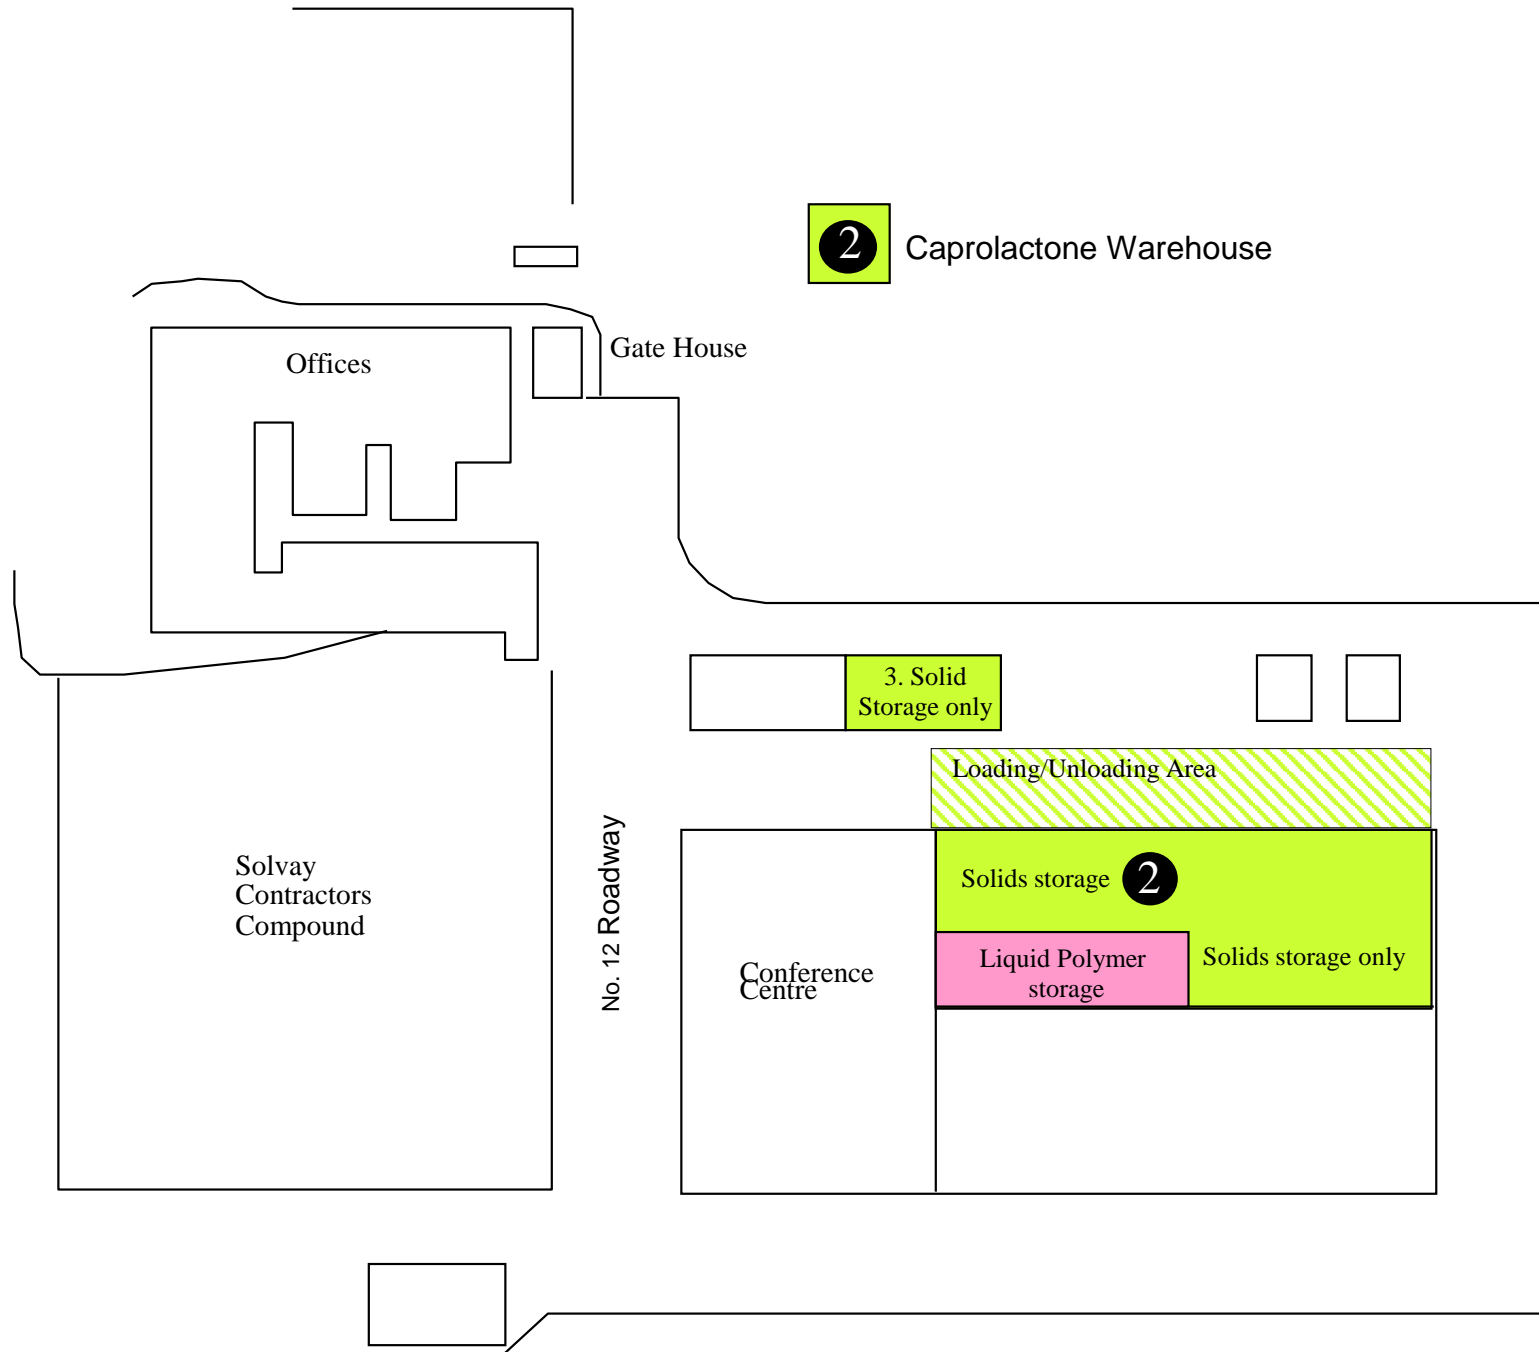 2
Caprolactone Warehouse
Gate House
Offices
3. Solid
Storage only
Loading/Unloading Area
Solvay
Contractors
Compound
No. 12 Roadway
Solids storage
2
Conference
Centre
Liquid Polymer
storage
Solids storage only